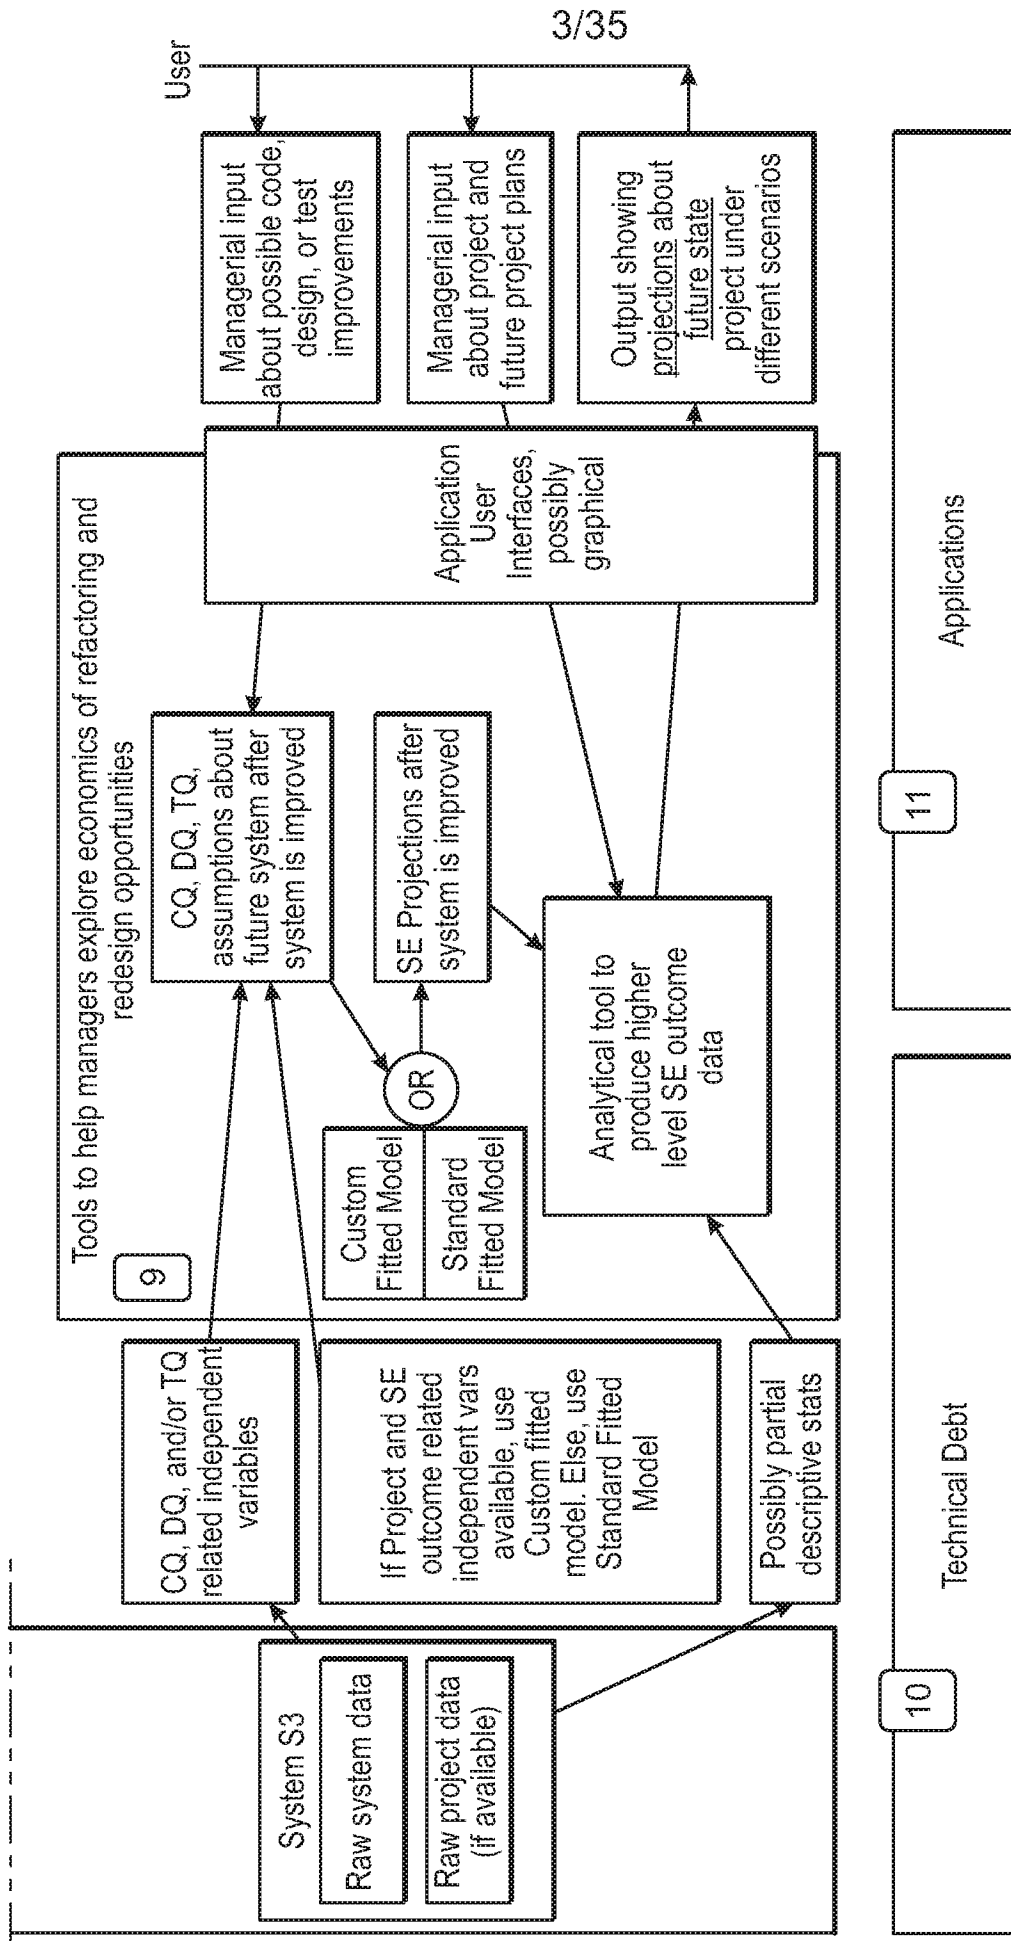 3/35
User
Managerial input
about possible code,
design, or test
improvements
Managerial input
about project and
future project plans
Output showing
projections about
future state
project under
different scenarios
Tools to help managers explore economics of refactoring and
redesign opportunities
9
Application
User
Interfaces,
possibly
graphical
CQ, DQ, TQ,
assumptions about
future system after
system is improved
SE Projections after
system is improved
OR
Custom
Fitted Model
Standard
Fitted Model
Analytical tool to
produce higher
level SE outcome
data
CQ, DQ, and/or TQ
related independent
variables
If Project and SE
outcome related
independent vars
available, use
Custom fitted
model. Else, use
Standard Fitted
Model
Possibly partial
descriptive stats
System S3
Raw system data
Raw project data
(if available)
10
Technical Debt
11
Applications